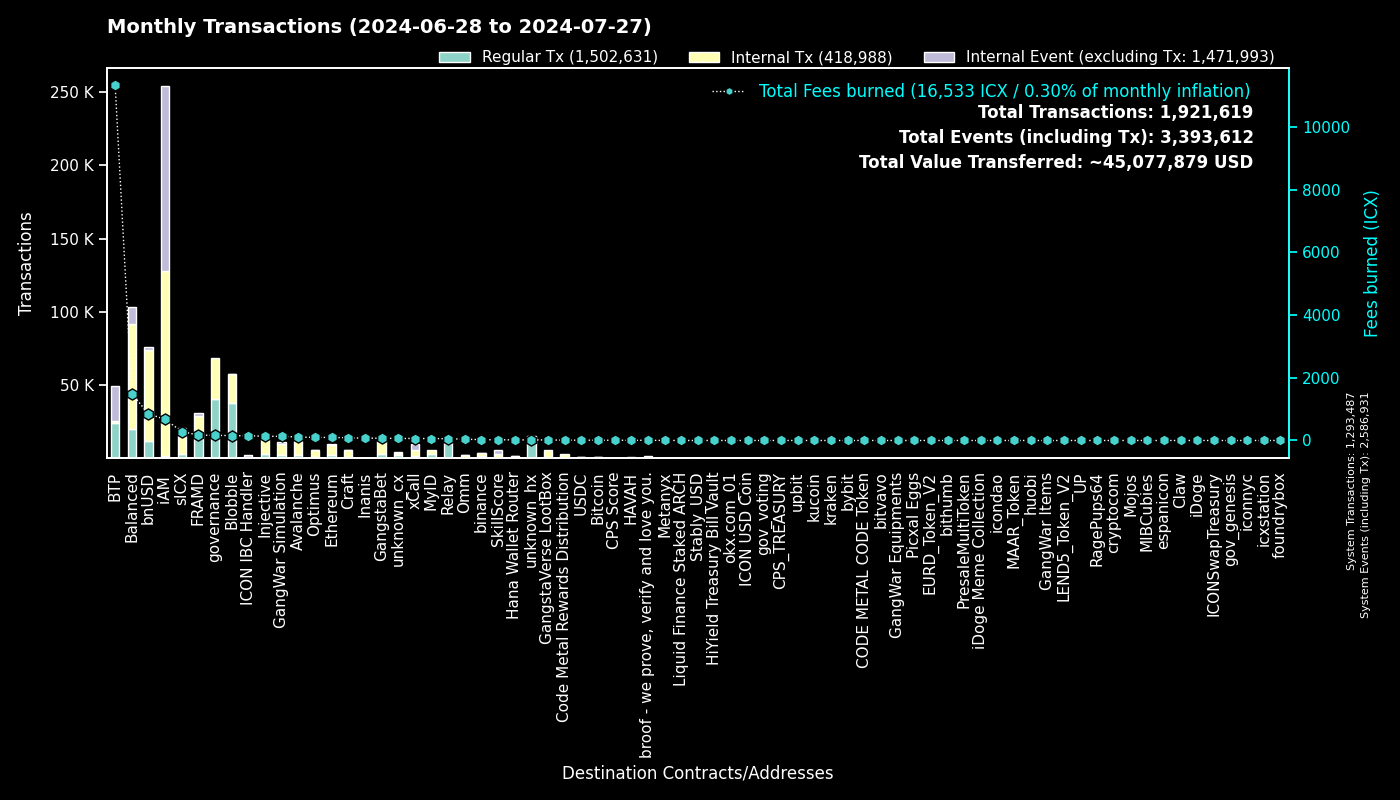 Monthly Transactions (2024-06-28 to 2024-07-27)
Regular Tx (1,502,631)
Internal Tx (418,988)
Internal Event (excluding Tx: 1,471,993)
Total Fees burned (16,533 ICX / 0.30% of monthly inflation)
Total Transactions: 1,921,619
Total Events (including Tx): 3,393,612
Total Value Transferred: ~45,077,879 USD
Transactions
250 K
200 K
150 K
100 K
50 K
10000
8000
6000
4000
2000
0
Fees burned (ICX)
System Transactions: 1,293,487
System Events (including Tx): 2,586,931
BTP
Balanced
bnUSD
iAM
sICX
FRAMD
governance
Blobble
ICON IBC Handler
Injective
GangWar Simulation
Avalanche
Optimus
Ethereum
Craft
Inanis
GangstaBet
unknown_cx
xCall
MyID
Relay
Omm
binance
SkillScore
Hana Wallet Router
unknown_hx
GangstaVerse LootBox
Code Metal Rewards Distribution
USDC
Bitcoin
CPS Score
HAVAH
broof - we prove, verify and love you.
Metanyx
Liquid Finance Staked ARCH
Stably_USD
HiYield Treasury Bill Vault
okx.com_01
ICON USD Coin
gov_voting
CPS_TREASURY
upbit
kucoin
kraken
bybit
CODE METAL CODE Token
bitvavo
GangWar Equipments
Picxal Eggs
EURD_Token_V2
bithumb
PresaleMultiToken
iDoge Meme Collection
icondao
MAAR_Token
huobi
GangWar Items
LEND5_Token_V2
UP
RagePups64
cryptocom
Mojos
MIBCubies
espanicon
Claw
iDoge
ICONSwapTreasury
gov_genesis
iconnyc
icxstation
foundrybox
Destination Contracts/Addresses